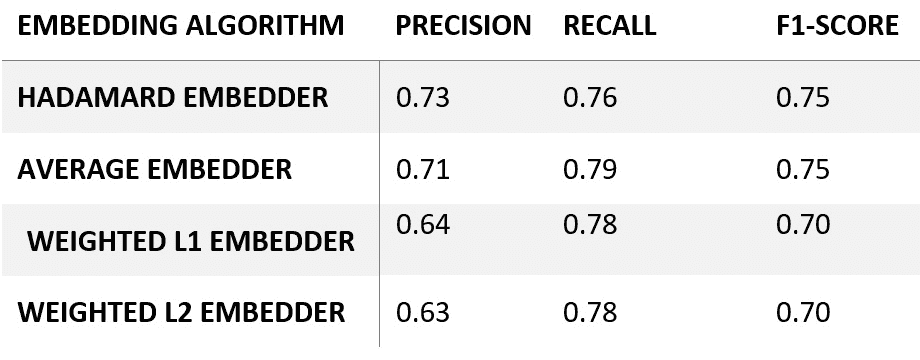 EMBEDDING ALGORITHM PRECISION RECALL F1-SCORE
HADAMARD EMBEDDER 0.73 0.76 0.75
AVERAGE EMBEDDER 0.71 0.79 0.75
WEIGHTED L1 EMBEDDER 0.64 0.78 0.70
WEIGHTED L2 EMBEDDER 0.63 0.78 0.70